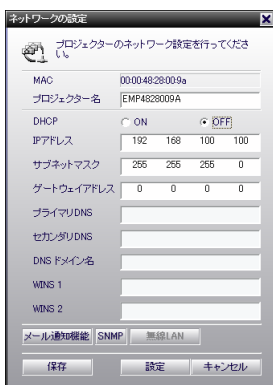 ネットワークの設定
プロジェクターのネットワーク設定を行ってくださ
い。
MAC 00:00:48:28:00:9a
プロジェクター名 EMP4828009A
DHCP ON OFF
IPアドレス 192 168 100 100
サブネットマスク 255 255 255 0
ゲートウェイアドレス 0 0 0 0
プライマリDNS
セカンダリDNS
DNS ドメイン名
WINS 1
WINS 2
メール通知機能 SNMP 無線LAN
保存 設定 キャンセル